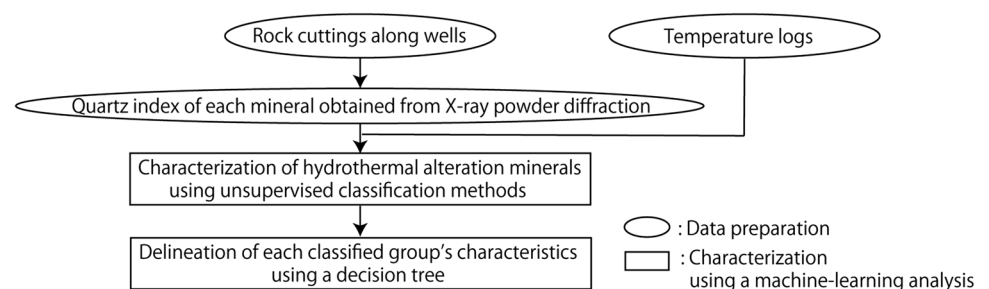 Rock cuttings along wells
Temperature logs
Quartz index of each mineral obtained from X-ray powder diffraction
Characterization of hydrothermal alteration minerals
using unsupervised classification methods
Delineation of each classified group's characteristics
using a decision tree
: Data preparation
: Characterization
using a machine-learning analysis